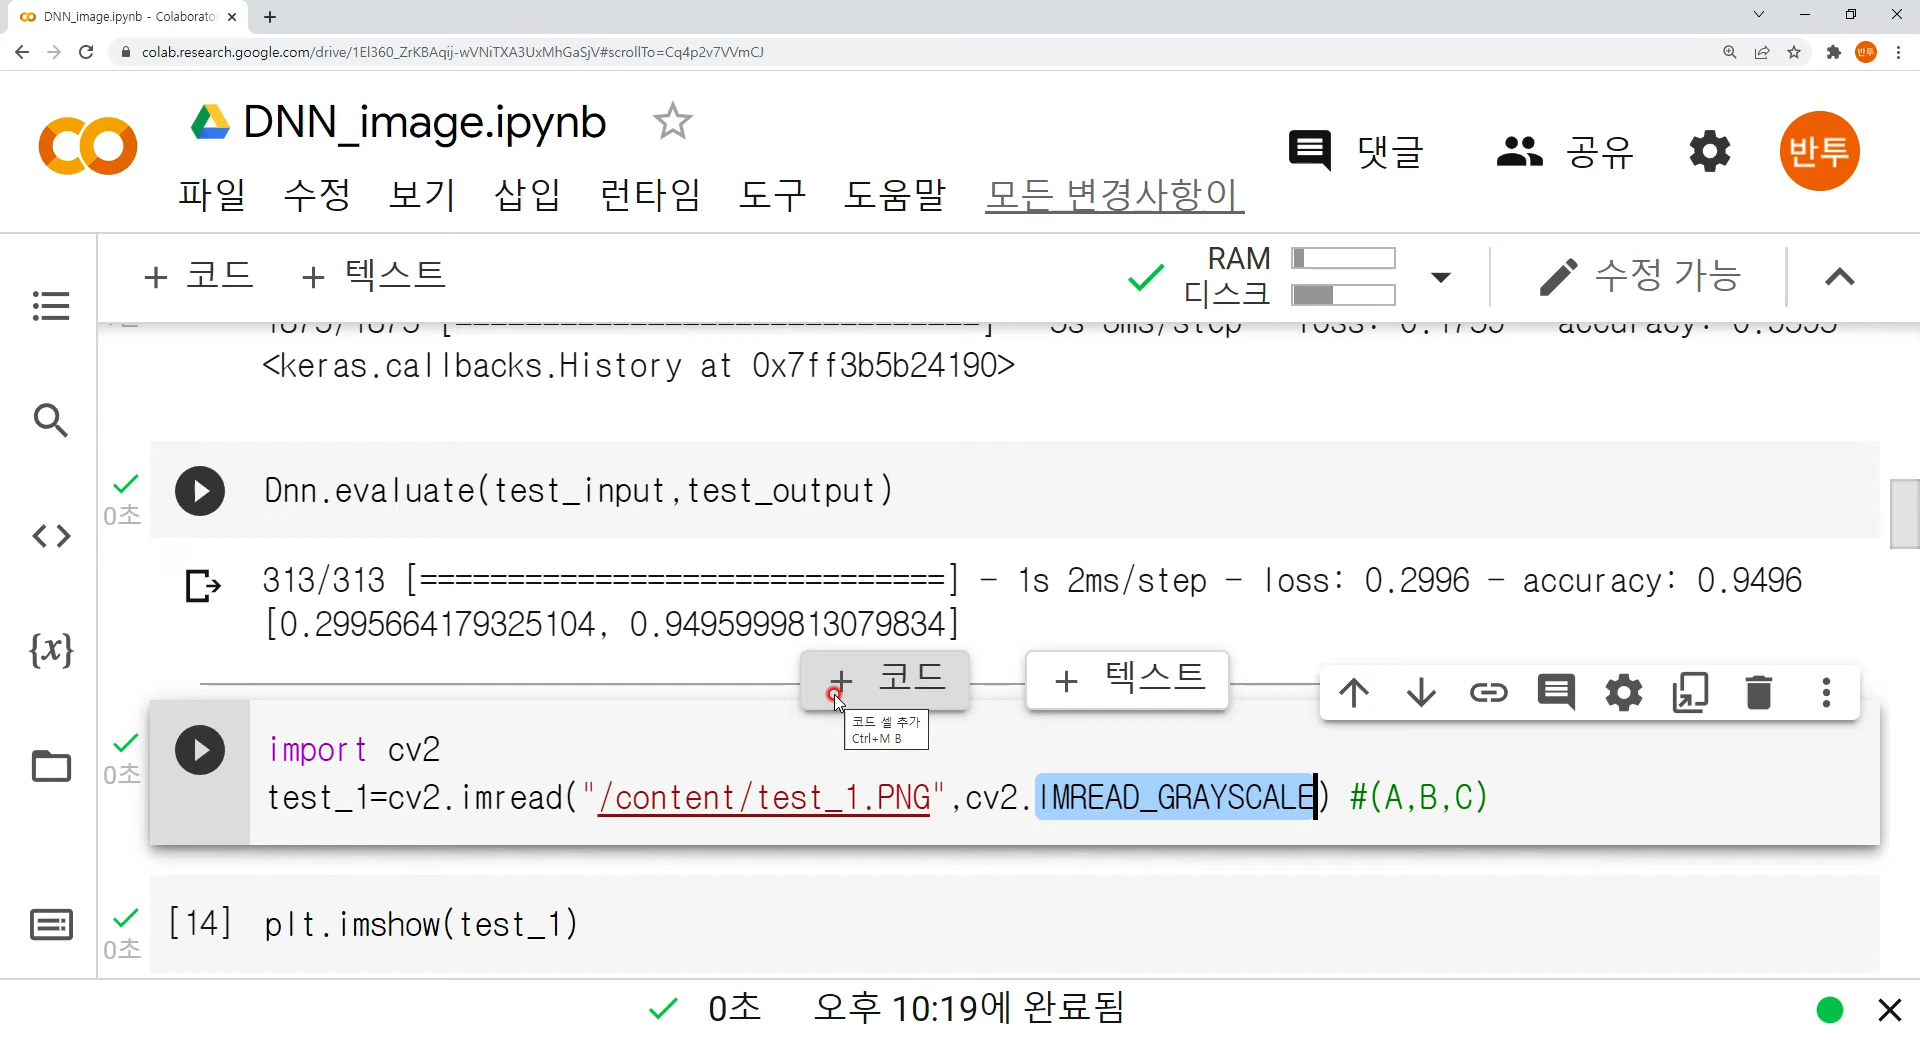 DNN_image.ipynb - Colaborato
colab.research.google.com/drive/1El360_ZrKBAqij-wVNiTXA3UxMhGaSjV#scrollTo=Cq4p2v7VVmCJ
반투
DNN_image.ipynb
댓글
공유
반투
파일 수정 보기 삽입 런타임 도구 도움말 모든 변경사항이
+ 코드 + 텍스트
RAM
디스크
수정 가능
<keras.callbacks.History at 0x7ff3b5b24190>
0초
Dnn.evaluate(test_input,test_output)
313/313 [==============================] - 1s 2ms/step - loss: 0.2996 - accuracy: 0.9496
[0.2995664179325104, 0.9495999813079834]
+ 코드 + 텍스트
코드 셀 추가
Ctrl+M B
{x}
0초
import cv2
test_1=cv2.imread("/content/test_1.PNG",cv2.IMREAD_GRAYSCALE) #(A,B,C)
0초
[14] plt.imshow(test_1)
0초 오후 10:19에 완료됨